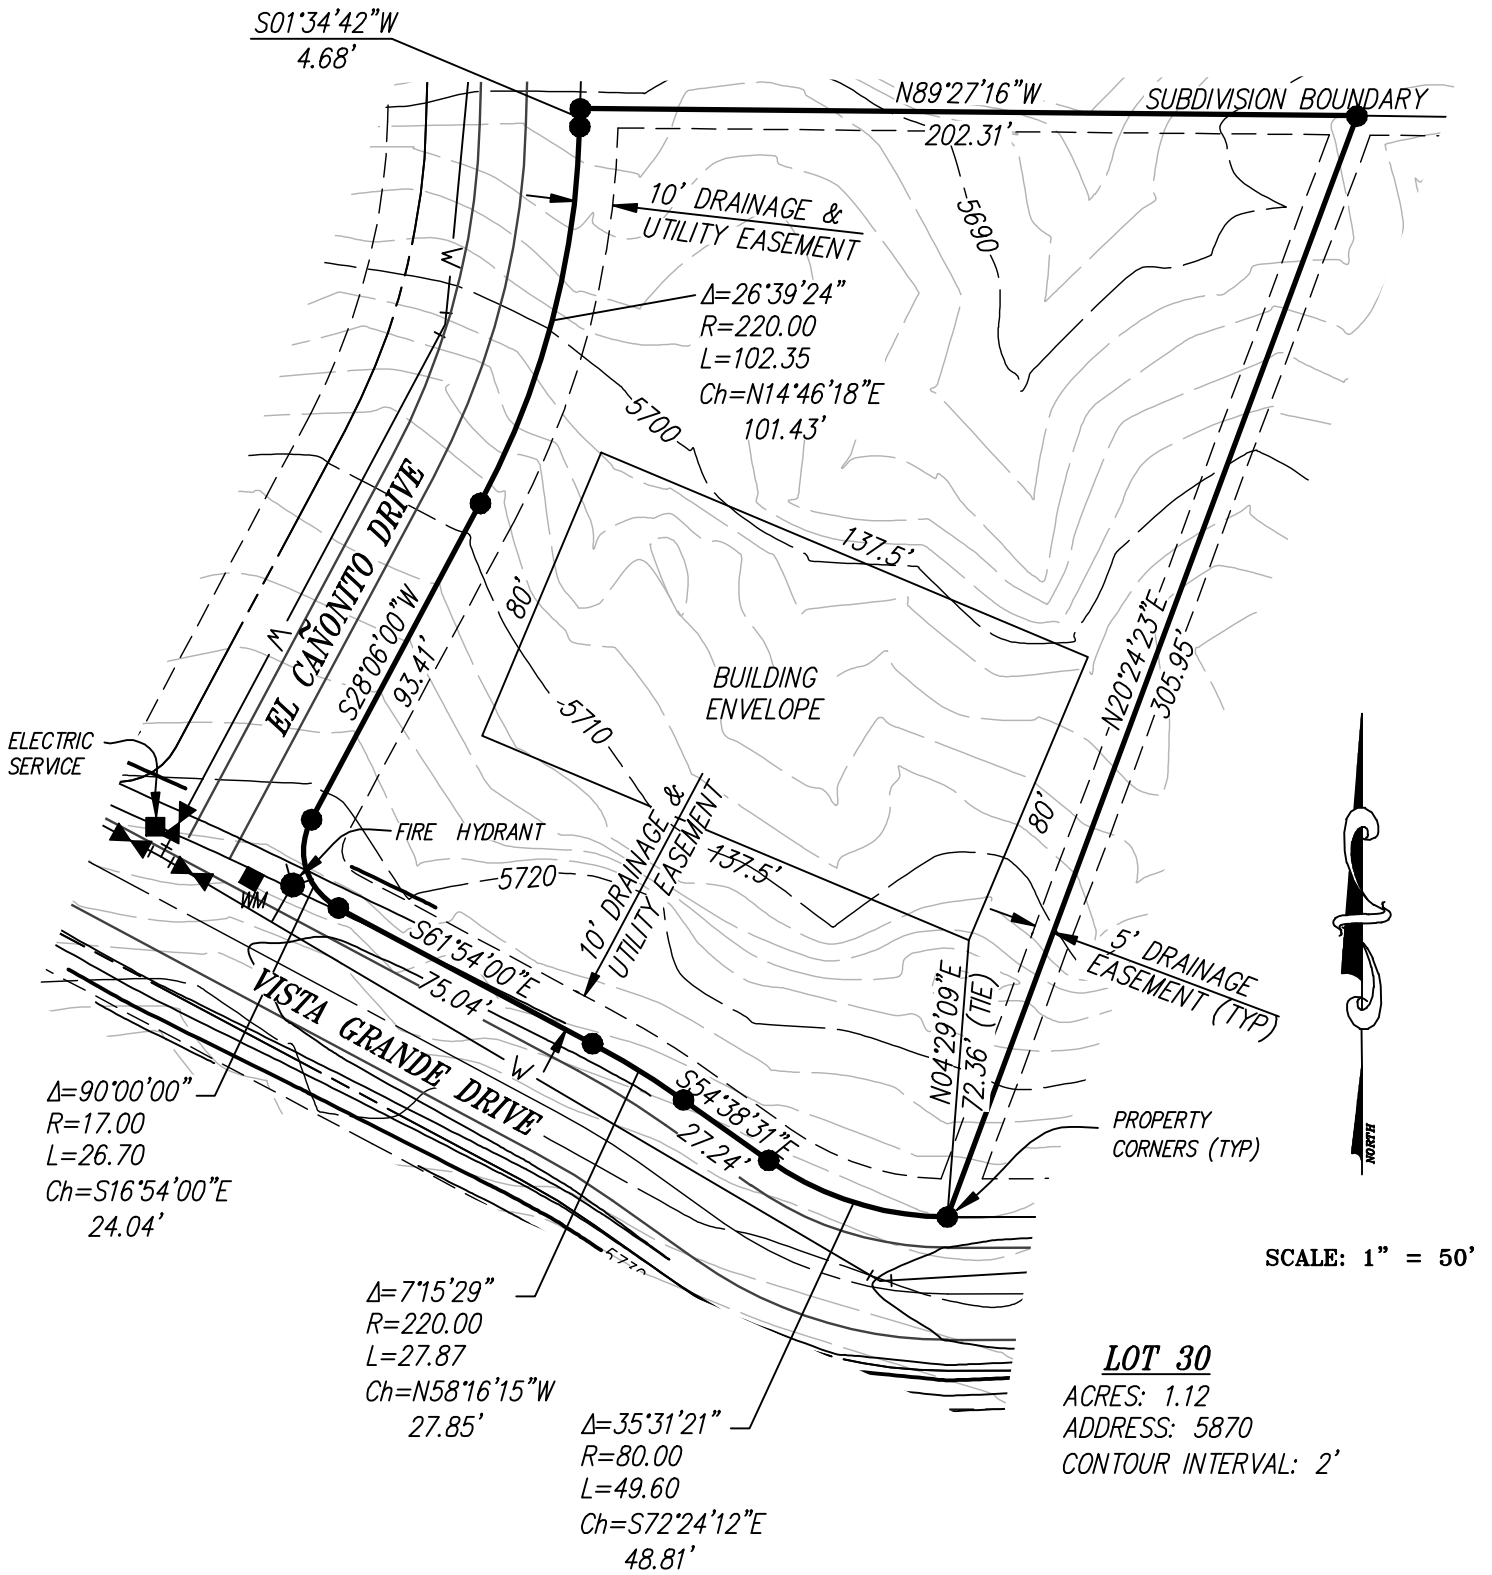 S01°34'42"W
4.68'
N89°27'16"W
SUBDIVISION BOUNDARY
202.31'
10' DRAINAGE &
UTILITY EASEMENT
5690
Δ=26°39'24"
R=220.00
L=102.35
Ch=N14°46'18"E
101.43'
5700
W
EL CAÑONITO DRIVE
W
S28°06'00"W
93.41'
80'
137.5'
BUILDING
ENVELOPE
5710
N20°24'23"E
305.95'
ELECTRIC
SERVICE
FIRE HYDRANT
10' DRAINAGE &
UTILITY EASEMENT
80'
137.5'
5720
WM
S61°54'00"E
75.04'
VISTA GRANDE DRIVE
W
5' DRAINAGE
EASEMENT (TYP)
N04°29'09"E
72.36' (TIE)
S54°38'31"E
27.24'
Δ=90°00'00"
R=17.00
L=26.70
Ch=S16°54'00"E
24.04'
PROPERTY
CORNERS (TYP)
NORTH
5730
SCALE: 1" = 50'
Δ=7°15'29"
R=220.00
L=27.87
Ch=N58°16'15"W
27.85'
Δ=35°31'21"
R=80.00
L=49.60
Ch=S72°24'12"E
48.81'
LOT 30
ACRES: 1.12
ADDRESS: 5870
CONTOUR INTERVAL: 2'